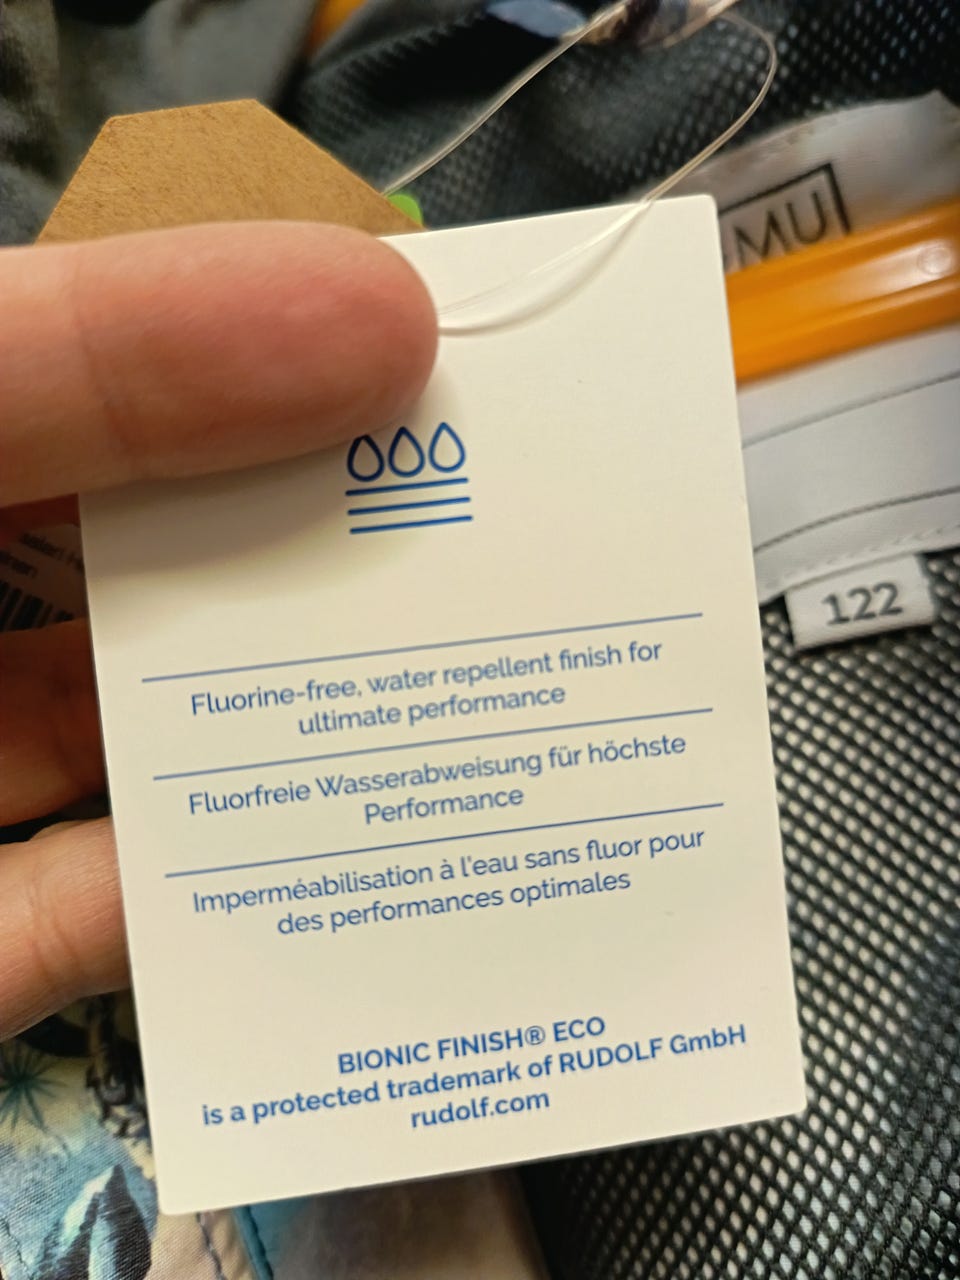 MU
122
Fluorine-free, water repellent finish for
ultimate performance
Fluorfreie Wasserabweisung für höchste
Performance
Imperméabilisation à l'eau sans fluor pour
des performances optimales
BIONIC FINISH® ECO
is a protected trademark of RUDOLF GmbH
rudolf.com